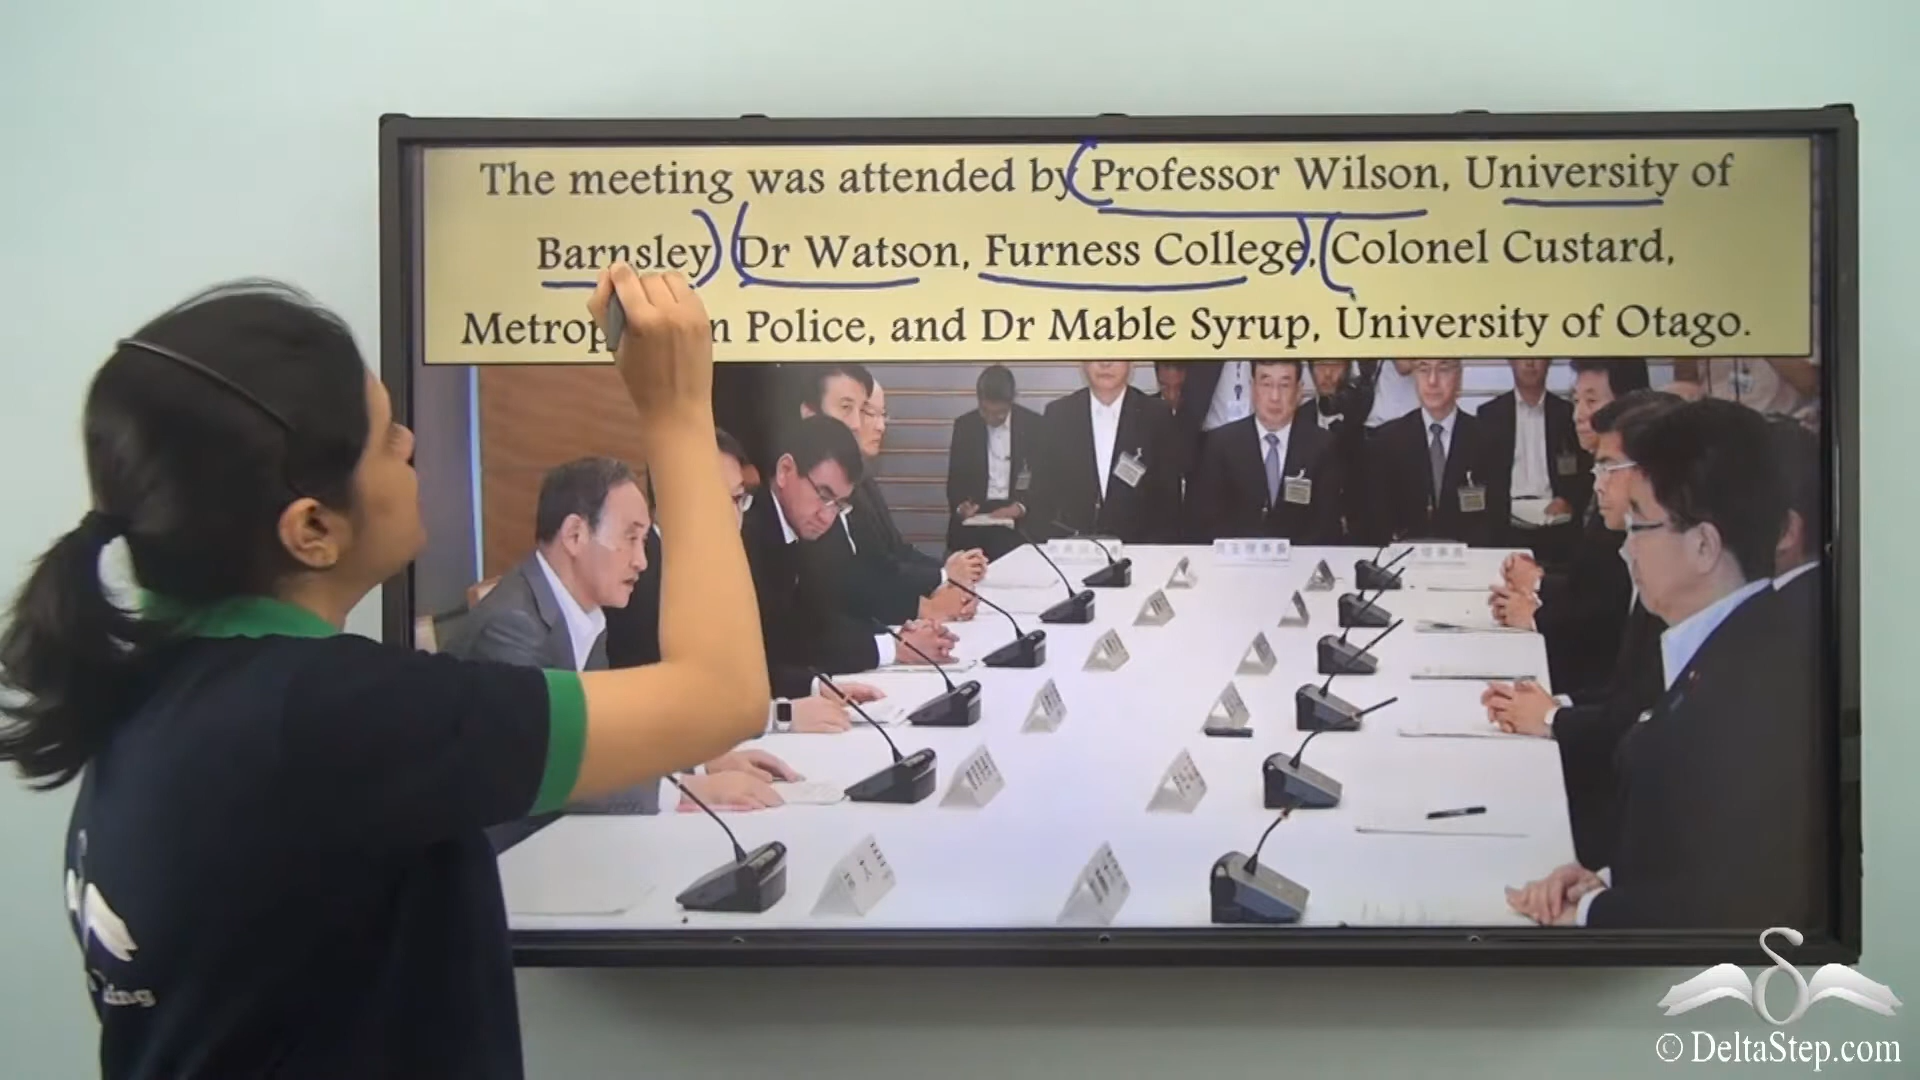 The meeting was attended by Professor Wilson, University of
Barnsley Dr Watson, Furness College, Colonel Custard,
Police, and Dr Mable Syrup, University of Otago.
© DeltaStep.com